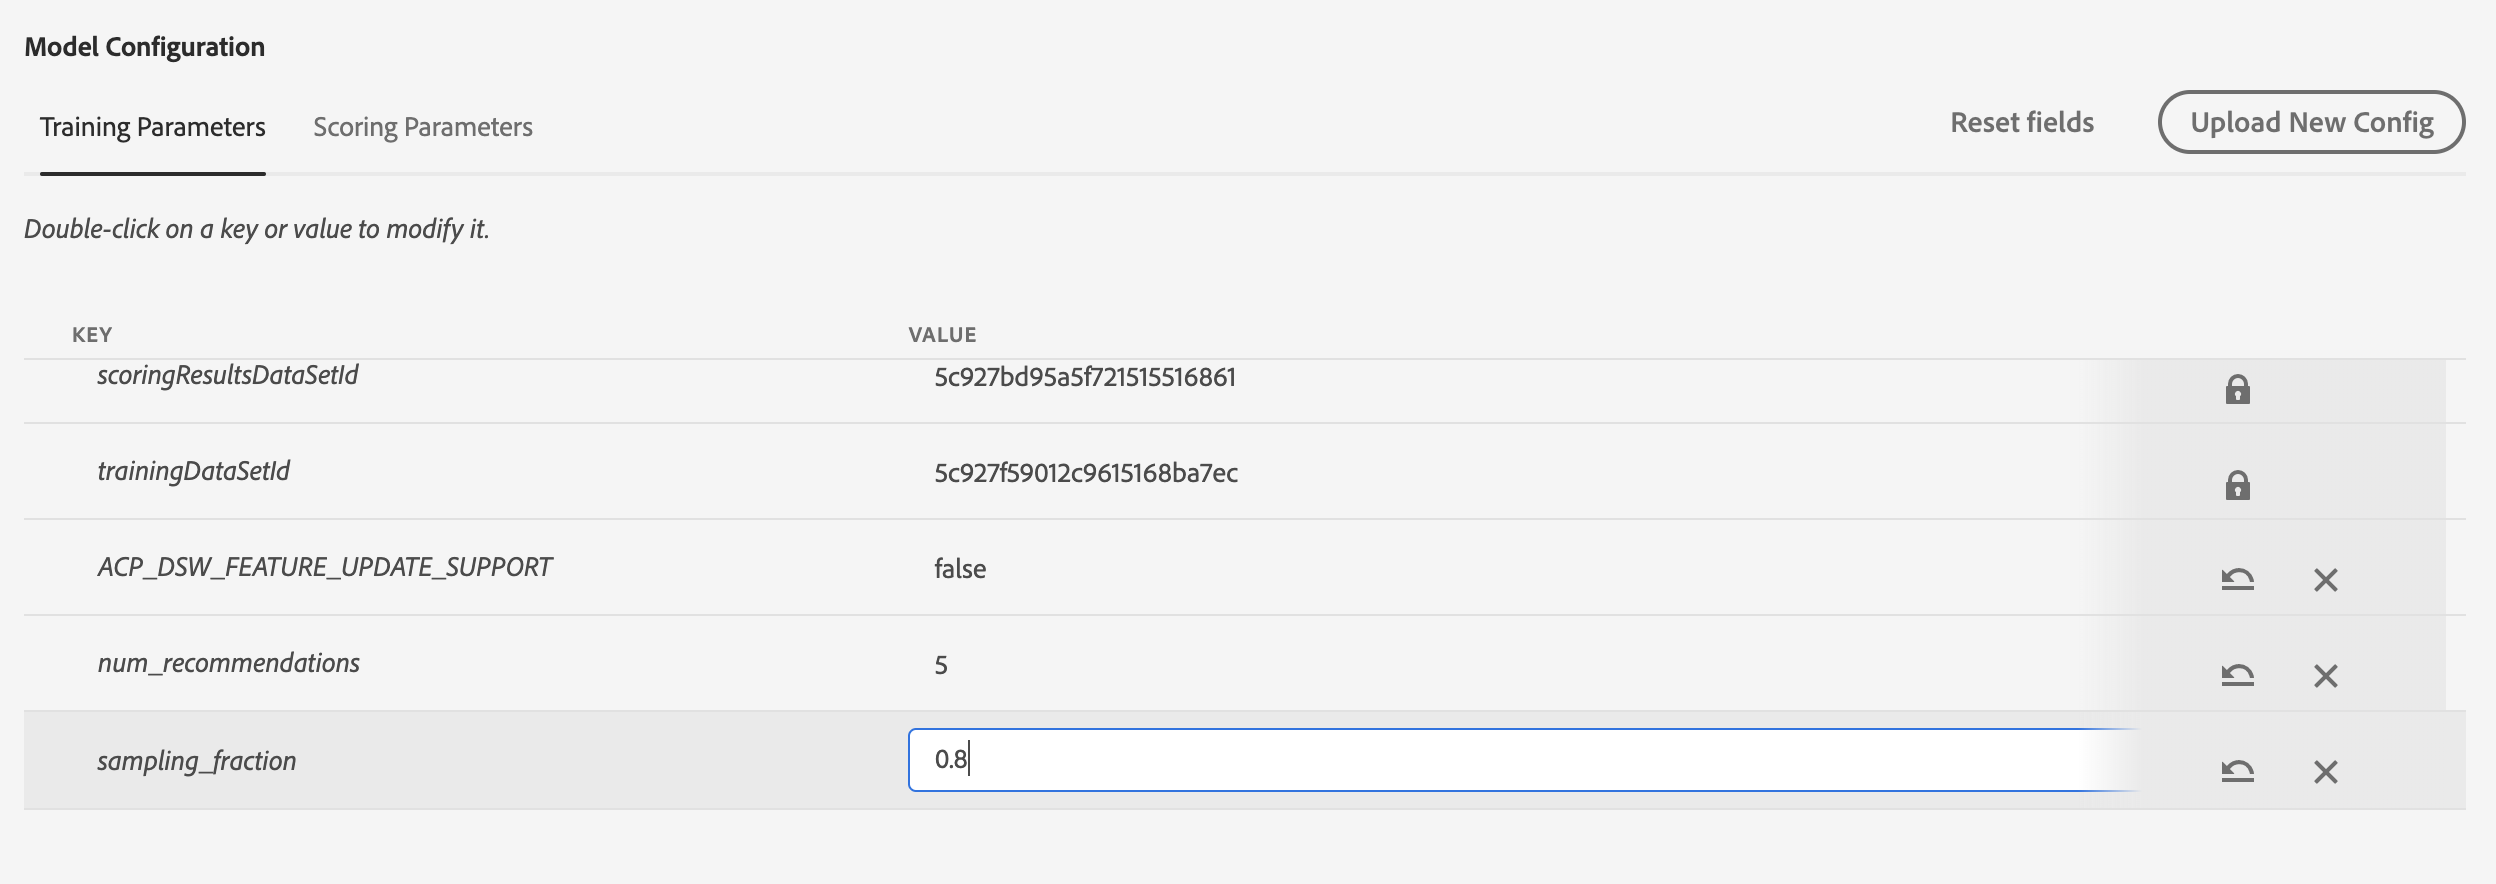 Model Configuration
Training Parameters Scoring Parameters Reset fields Upload New Config
Double-click on a key or value to modify it.
KEY VALUE
scoringResultsDataSetId 5c927bd95a5f721515516861
trainingDataSetId 5c927f59012c9615168ba7ec
ACP_DSW_FEATURE_UPDATE_SUPPORT false
num_recommendations 5
sampling_fraction 0.8